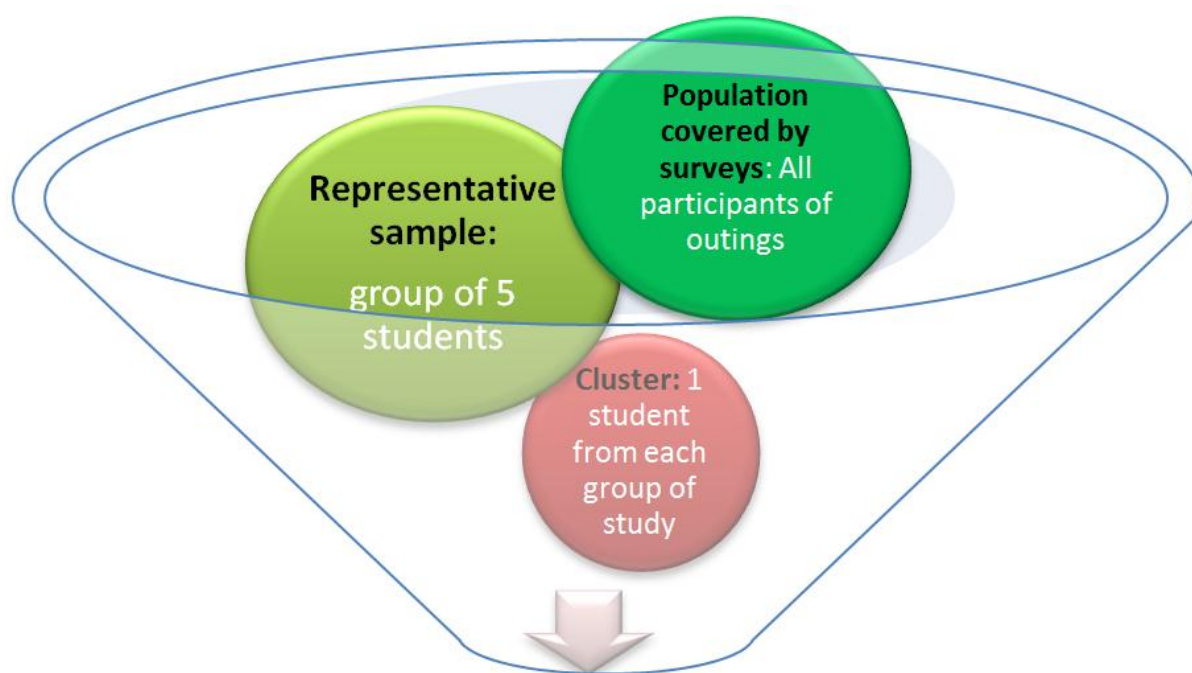 Population
covered by
surveys: All
participants of
outings
Representative
sample:
group of 5
students
Cluster: 1
student
from each
group of
study